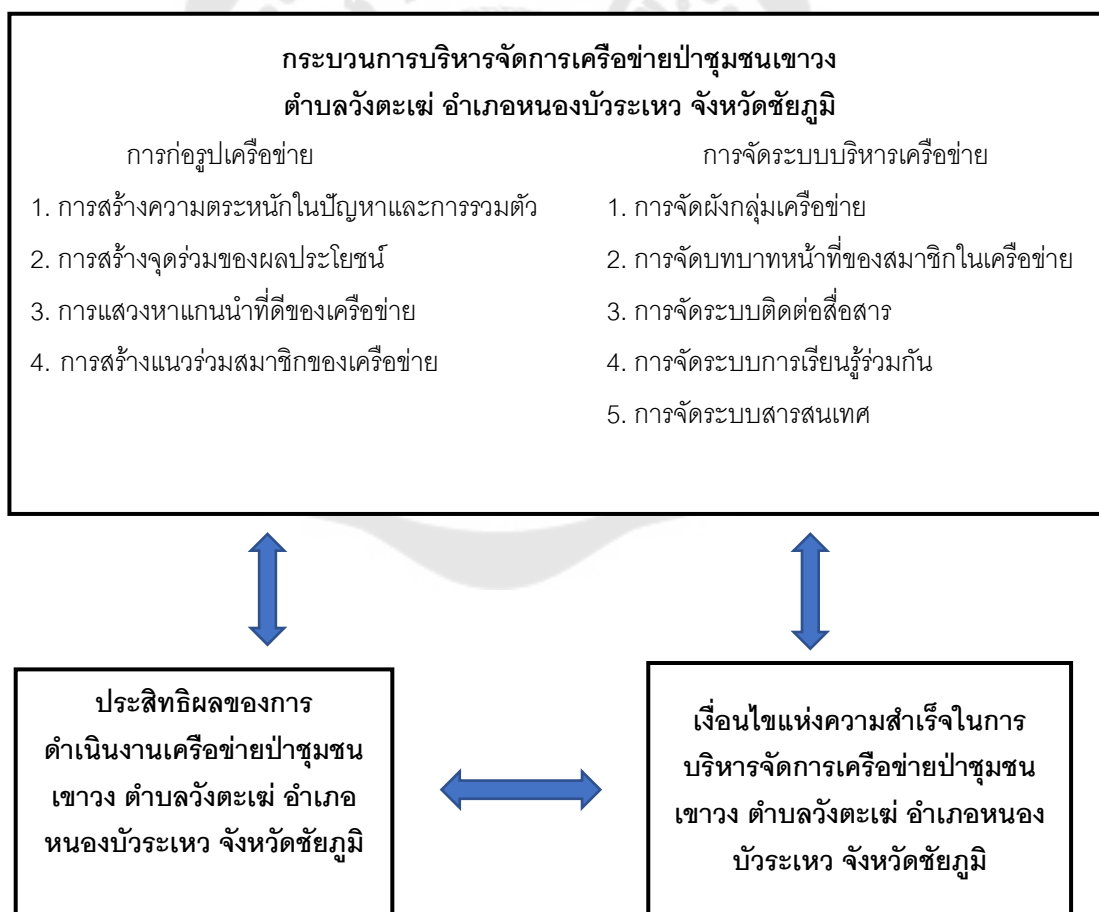 กระบวนการบริหารจัดการเครือข่ายป่าชุมชนเขาวง
ตำบลวังตะเฆ่ อำเภอหนองบัวระเหว จังหวัดชัยภูมิ
การก่อรูปเครือข่าย
1. การสร้างความตระหนักในปัญหาและการรวมตัว
2. การสร้างจุดร่วมของผลประโยชน์
3. การแสวงหาแกนนำที่ดีของเครือข่าย
4. การสร้างแนวร่วมสมาชิกของเครือข่าย
การจัดระบบบริหารเครือข่าย
1. การจัดผังกลุ่มเครือข่าย
2. การจัดบทบาทหน้าที่ของสมาชิกในเครือข่าย
3. การจัดระบบติดต่อสื่อสาร
4. การจัดระบบการเรียนรู้ร่วมกัน
5. การจัดระบบสารสนเทศ
ประสิทธิผลของการ
ดำเนินงานเครือข่ายป่าชุมชน
เขาวง ตำบลวังตะเฆ่ อำเภอ
หนองบัวระเหว จังหวัดชัยภูมิ
เงื่อนไขแห่งความสำเร็จในการ
บริหารจัดการเครือข่ายป่าชุมชน
เขาวง ตำบลวังตะเฆ่ อำเภอหนอง
บัวระเหว จังหวัดชัยภูมิ